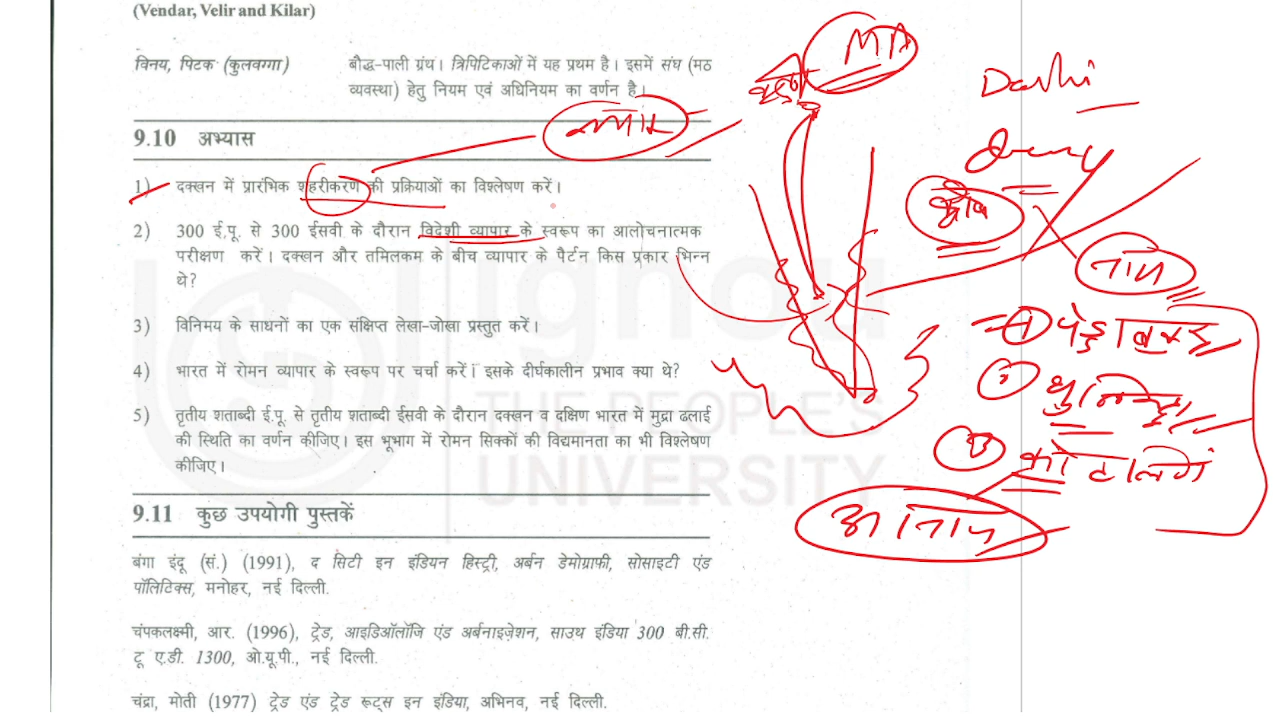 (Vendar, Velir and Kilar)
विनय, पिटक (कुलवग्गा) बौद्ध-पाली ग्रंथ। त्रिपिटिकाओं में यह प्रथम है। इसमें संघ (मठ
व्यवस्था) हेतु नियम एवं अधिनियम का वर्णन है।
9.10 अभ्यास
1) दक्खन में प्रारंभिक शहरीकरण की प्रक्रियाओं का विश्लेषण करें।
2) 300 ई.पू. से 300 ईसवी के दौरान विदेशी व्यापार के स्वरूप का आलोचनात्मक
परीक्षण करें। दक्खन और तमिलकम के बीच व्यापार के पैटर्न किस प्रकार भिन्न
थे?
3) विनिमय के साधनों का एक संक्षिप्त लेखा-जोखा प्रस्तुत करें।
4) भारत में रोमन व्यापार के स्वरूप पर चर्चा करें। इसके दीर्घकालीन प्रभाव क्या थे?
5) तृतीय शताब्दी ई.पू. से तृतीय शताब्दी ईसवी के दौरान दक्खन व दक्षिण भारत में मुद्रा ढलाई
की स्थिति का वर्णन कीजिए। इस भूभाग में रोमन सिक्कों की विद्यमानता का भी विश्लेषण
कीजिए।
9.11 कुछ उपयोगी पुस्तकें
बंगा इंदू (सं.) (1991), द सिटी इन इंडियन हिस्ट्री, अर्बन डेमोग्राफी, सोसाइटी एंड
पॉलिटिक्स, मनोहर, नई दिल्ली.
चंपकलक्ष्मी, आर. (1996), ट्रेड, आइडिऑलॉजि एंड अर्बनाइज़ेशन, साउथ इंडिया 300 बी.सी.
टू ए.डी. 1300, ओ.यू.पी., नई दिल्ली.
चंद्रा, मोती (1977) ट्रेड एंड ट्रेड रूट्स इन इंडिया, अभिनव, नई दिल्ली.
ignou
THE PEOPLE'S
UNIVERSITY